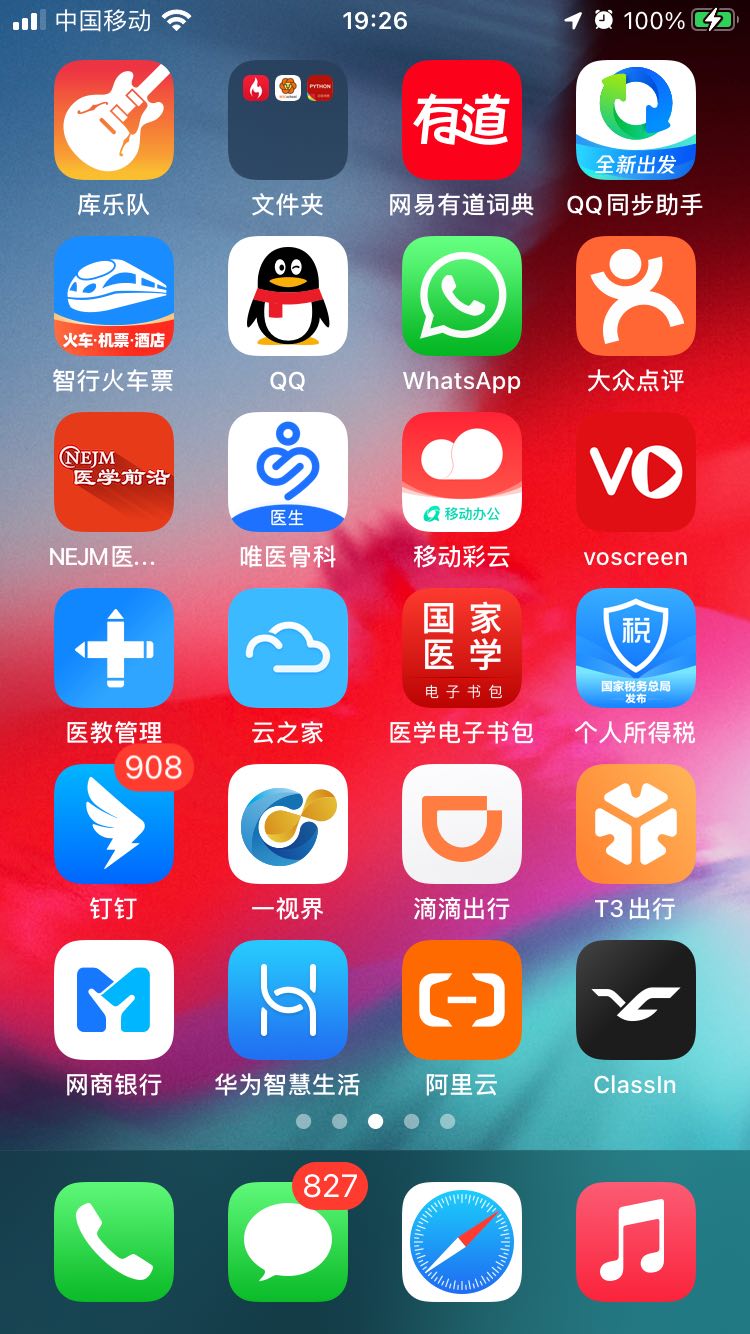 中国移动
19:26
100%
PYTHON
有道
全新出发
库乐队
文件夹
网易有道词典
QQ同步助手
火车·机票·酒店
智行火车票
QQ
WhatsApp
大众点评
NEJM
医学前沿
医生
移动办公
VO
NEJM医...
唯医骨科
移动彩云
voscreen
国家
医学
电子书包
税
国家税务总局
发布
医教管理
云之家
医学电子书包
个人所得税
908
钉钉
一视界
滴滴出行
T3出行
网商银行
华为智慧生活
阿里云
ClassIn
827